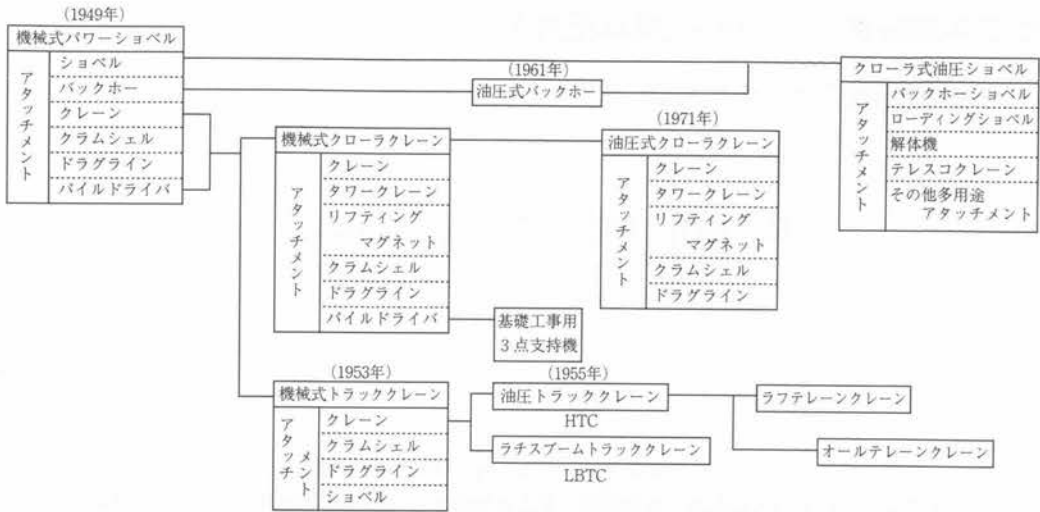 (1949年)
機械式パワーショベル
アタッチメント
ショベル
バックホー
クレーン
クラムシェル
ドラグライン
パイルドライバ
(1961年)
油圧式バックホー
クローラ式油圧ショベル
アタッチメント
バックホーショベル
ローディングショベル
解体機
テレスコクレーン
その他多用途
アタッチメント
機械式クローラクレーン
アタッチメント
クレーン
タワークレーン
リフティング
マグネット
クラムシェル
ドラグライン
パイルドライバ
(1971年)
油圧式クローラクレーン
アタッチメント
クレーン
タワークレーン
リフティング
マグネット
クラムシェル
ドラグライン
基礎工事用
3点支持機
(1953年)
機械式トラッククレーン
アタッチ
メント
クレーン
クラムシェル
ドラグライン
ショベル
(1955年)
油圧トラッククレーン
HTC
ラチスブームトラッククレーン
LBTC
ラフテレーンクレーン
オールテレーンクレーン